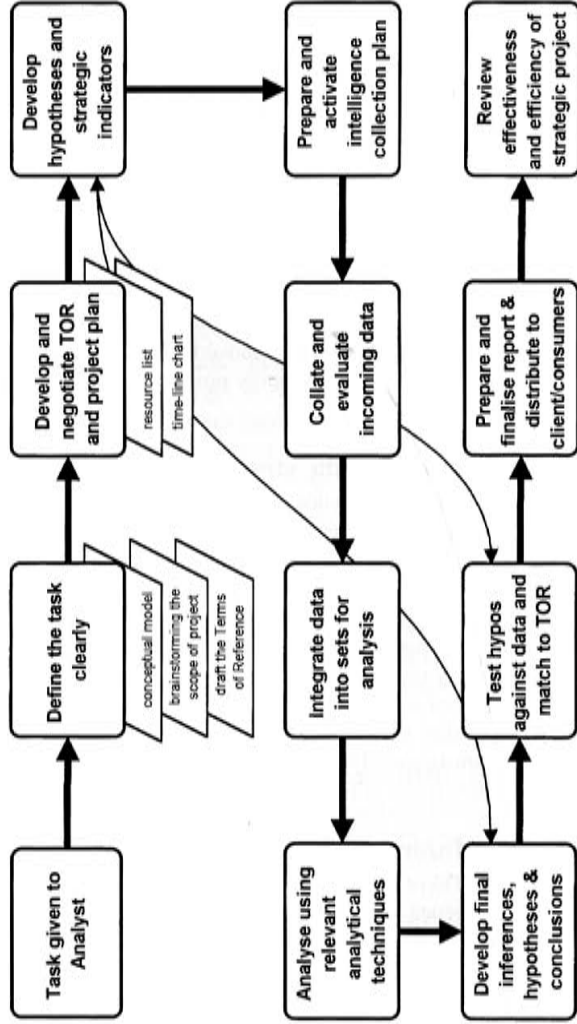 Task given to
Analyst
Define the task
clearly
conceptual model
brainstorming the
scope of project
draft the Terms
of Reference
Develop and
negotiate TOR
and project plan
resource list
time-line chart
Develop
hypotheses and
strategic
indicators
Prepare and
activate
intelligence
collection plan
Collate and
evaluate
incoming data
Integrate data
into sets for
analysis
Analyse using
relevant
analytical
techniques
Develop final
inferences,
hypotheses &
conclusions
Test hypos
against data and
match to TOR
Prepare and
finalise report &
distribute to
client/consumers
Review
effectiveness
and efficiency of
strategic project